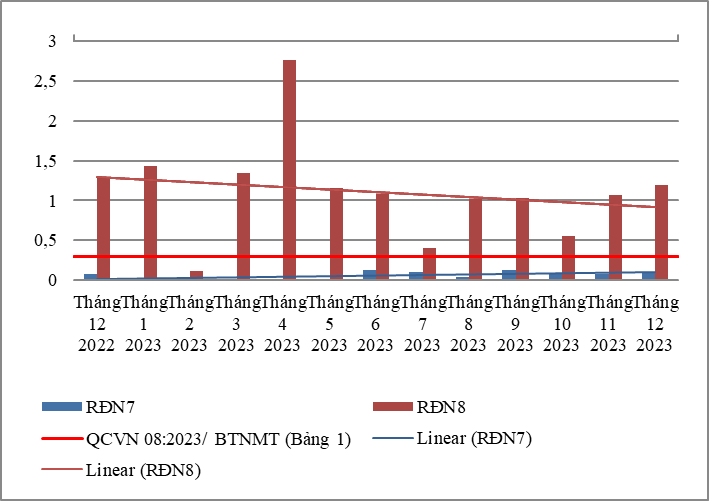 3
2,5
2
1,5
1
0,5
0
Tháng Tháng Tháng Tháng Tháng Tháng Tháng Tháng Tháng Tháng Tháng Tháng Tháng
12 1 2 3 4 5 6 7 8 9 10 11 12
2022 2023 2023 2023 2023 2023 2023 2023 2023 2023 2023 2023 2023
RĐN7 RĐN8
QCVN 08:2023/ BTNMT (Bảng 1) Linear (RĐN7)
Linear (RĐN8)